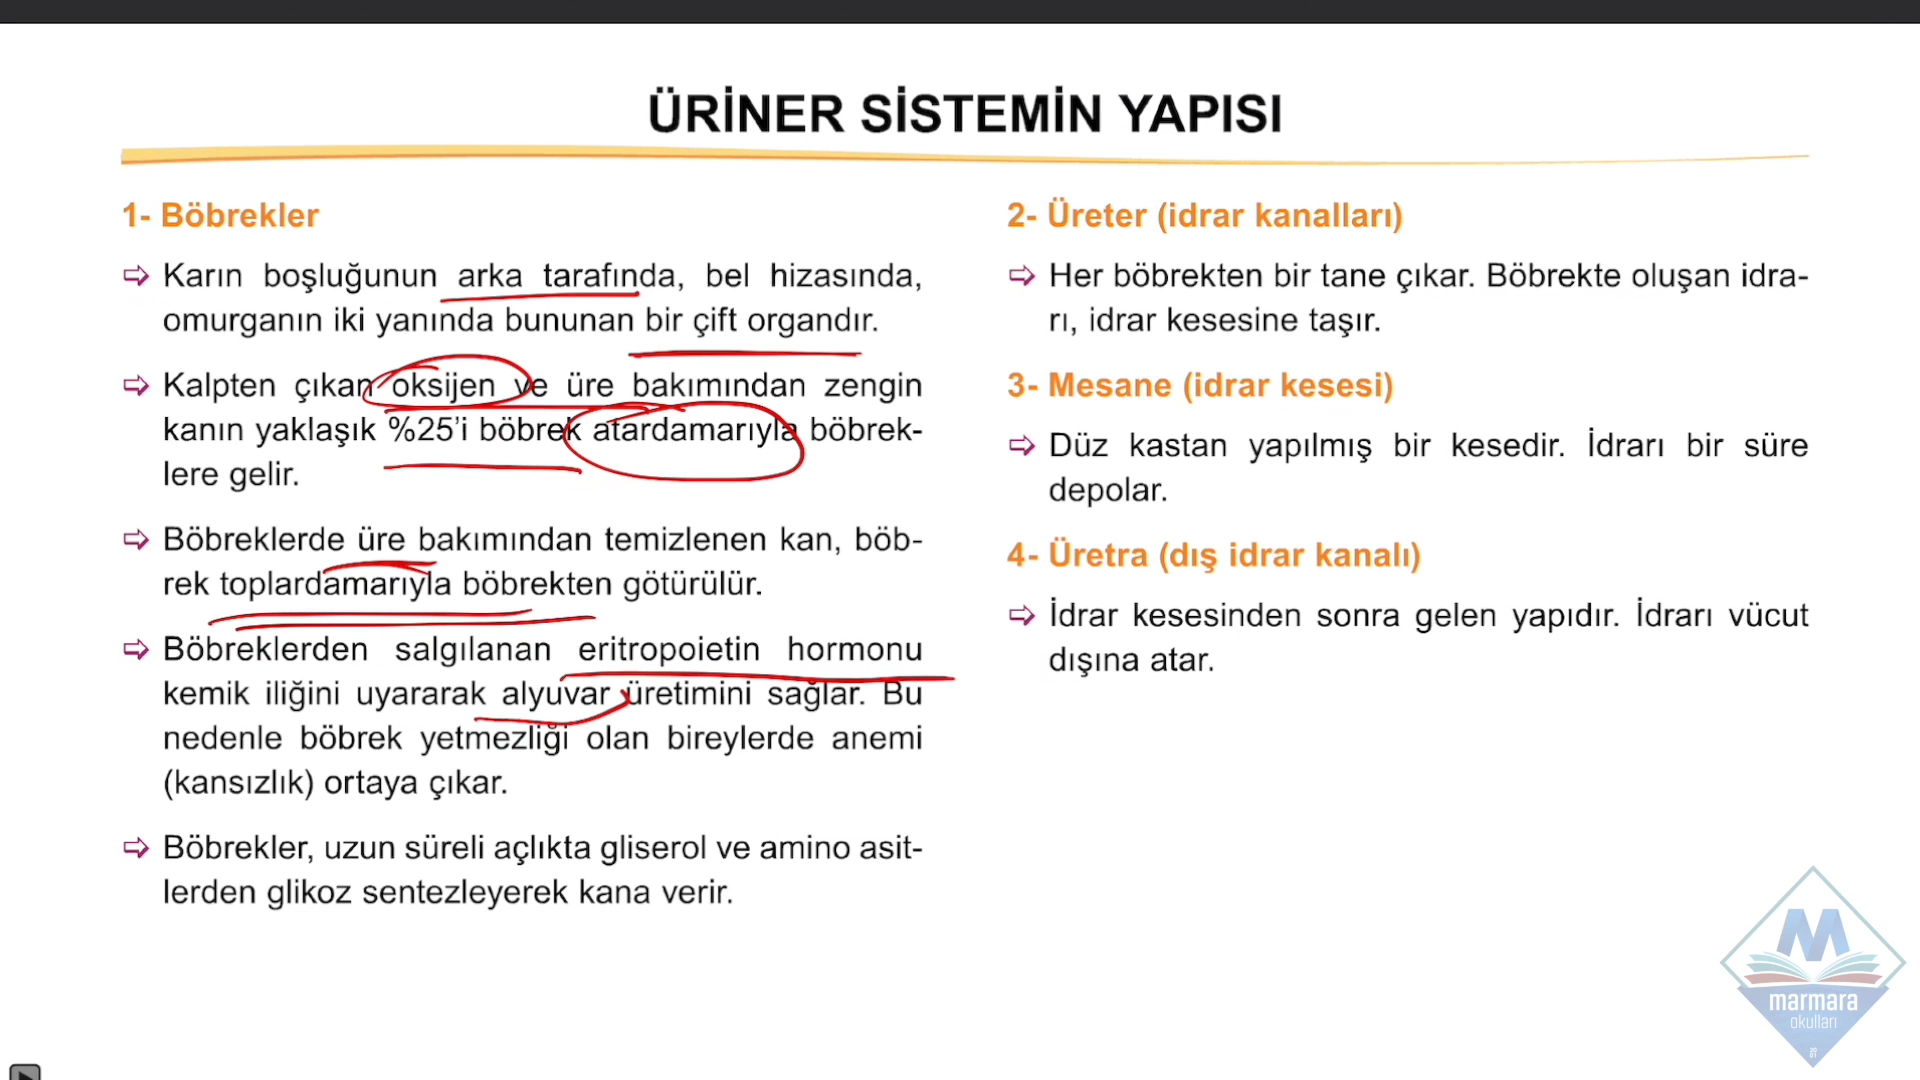 ÜRİNER SİSTEMİN YAPISI
1- Böbrekler
⇨ Karın boşluğunun arka tarafında, bel hizasında,
omurganın iki yanında bununan bir çift organdır.
⇨ Kalpten çıkan oksijen ve üre bakımından zengin
kanın yaklaşık %25’i böbrek atardamarıyla böbrek-
lere gelir.
⇨ Böbreklerde üre bakımından temizlenen kan, böb-
rek toplardamarıyla böbrekten götürülür.
⇨ Böbreklerden salgılanan eritropoietin hormonu
kemik iliğini uyararak alyuvar üretimini sağlar. Bu
nedenle böbrek yetmezliği olan bireylerde anemi
(kansızlık) ortaya çıkar.
⇨ Böbrekler, uzun süreli açlıkta gliserol ve amino asit-
lerden glikoz sentezleyerek kana verir.
2- Üreter (idrar kanalları)
⇨ Her böbrekten bir tane çıkar. Böbrekte oluşan idra-
rı, idrar kesesine taşır.
3- Mesane (idrar kesesi)
⇨ Düz kastan yapılmış bir kesedir. İdrarı bir süre
depolar.
4- Üretra (dış idrar kanalı)
⇨ İdrar kesesinden sonra gelen yapıdır. İdrarı vücut
dışına atar.
M
marmara
okulları
20
01